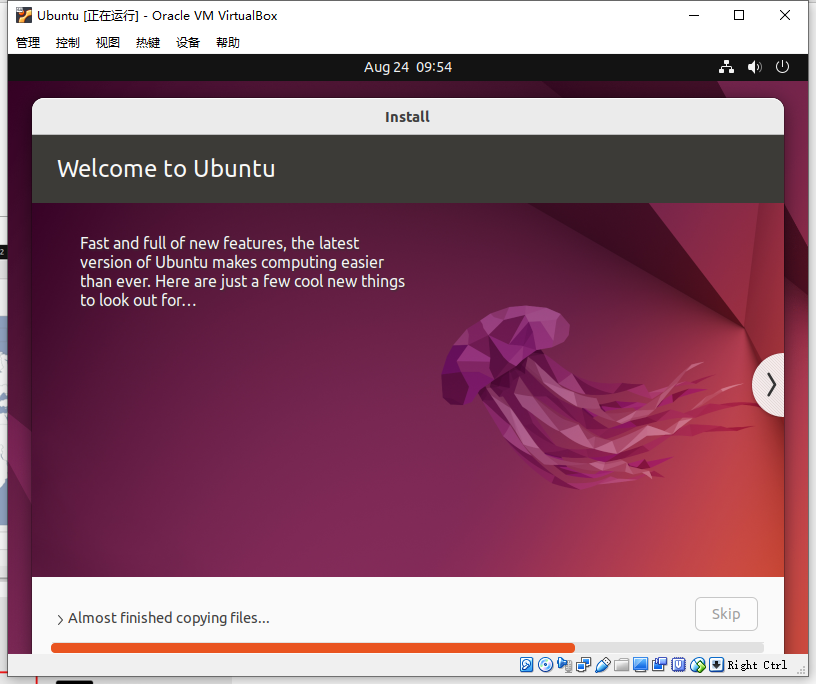 Ubuntu [正在运行] - Oracle VM VirtualBox
管理 控制 视图 热键 设备 帮助
Aug 24 09:54
Install
Welcome to Ubuntu
Fast and full of new features, the latest
version of Ubuntu makes computing easier
than ever. Here are just a few cool new things
to look out for…
Almost finished copying files...
Skip
Right Ctrl